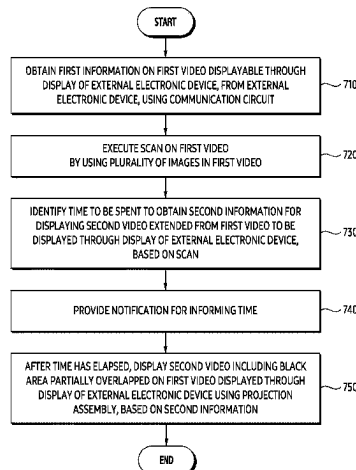 START
OBTAIN FIRST INFORMATION ON FIRST VIDEO DISPLAYABLE THROUGH
DISPLAY OF EXTERNAL ELECTRONIC DEVICE, FROM EXTERNAL
ELECTRONIC DEVICE, USING COMMUNICATION CIRCUIT
710
EXECUTE SCAN ON FIRST VIDEO
BY USING PLURALITY OF IMAGES IN FIRST VIDEO
720
IDENTIFY TIME TO BE SPENT TO OBTAIN SECOND INFORMATION FOR
DISPLAYING SECOND VIDEO EXTENDED FROM FIRST VIDEO TO BE
DISPLAYED THROUGH DISPLAY OF EXTERNAL ELECTRONIC DEVICE,
BASED ON SCAN
730
PROVIDE NOTIFICATION FOR INFORMING TIME
740
AFTER TIME HAS ELAPSED, DISPLAY SECOND VIDEO INCLUDING BLACK
AREA PARTIALLY OVERLAPPED ON FIRST VIDEO DISPLAYED THROUGH
DISPLAY OF EXTERNAL ELECTRONIC DEVICE USING PROJECTION
ASSEMBLY, BASED ON SECOND INFORMATION
750
END